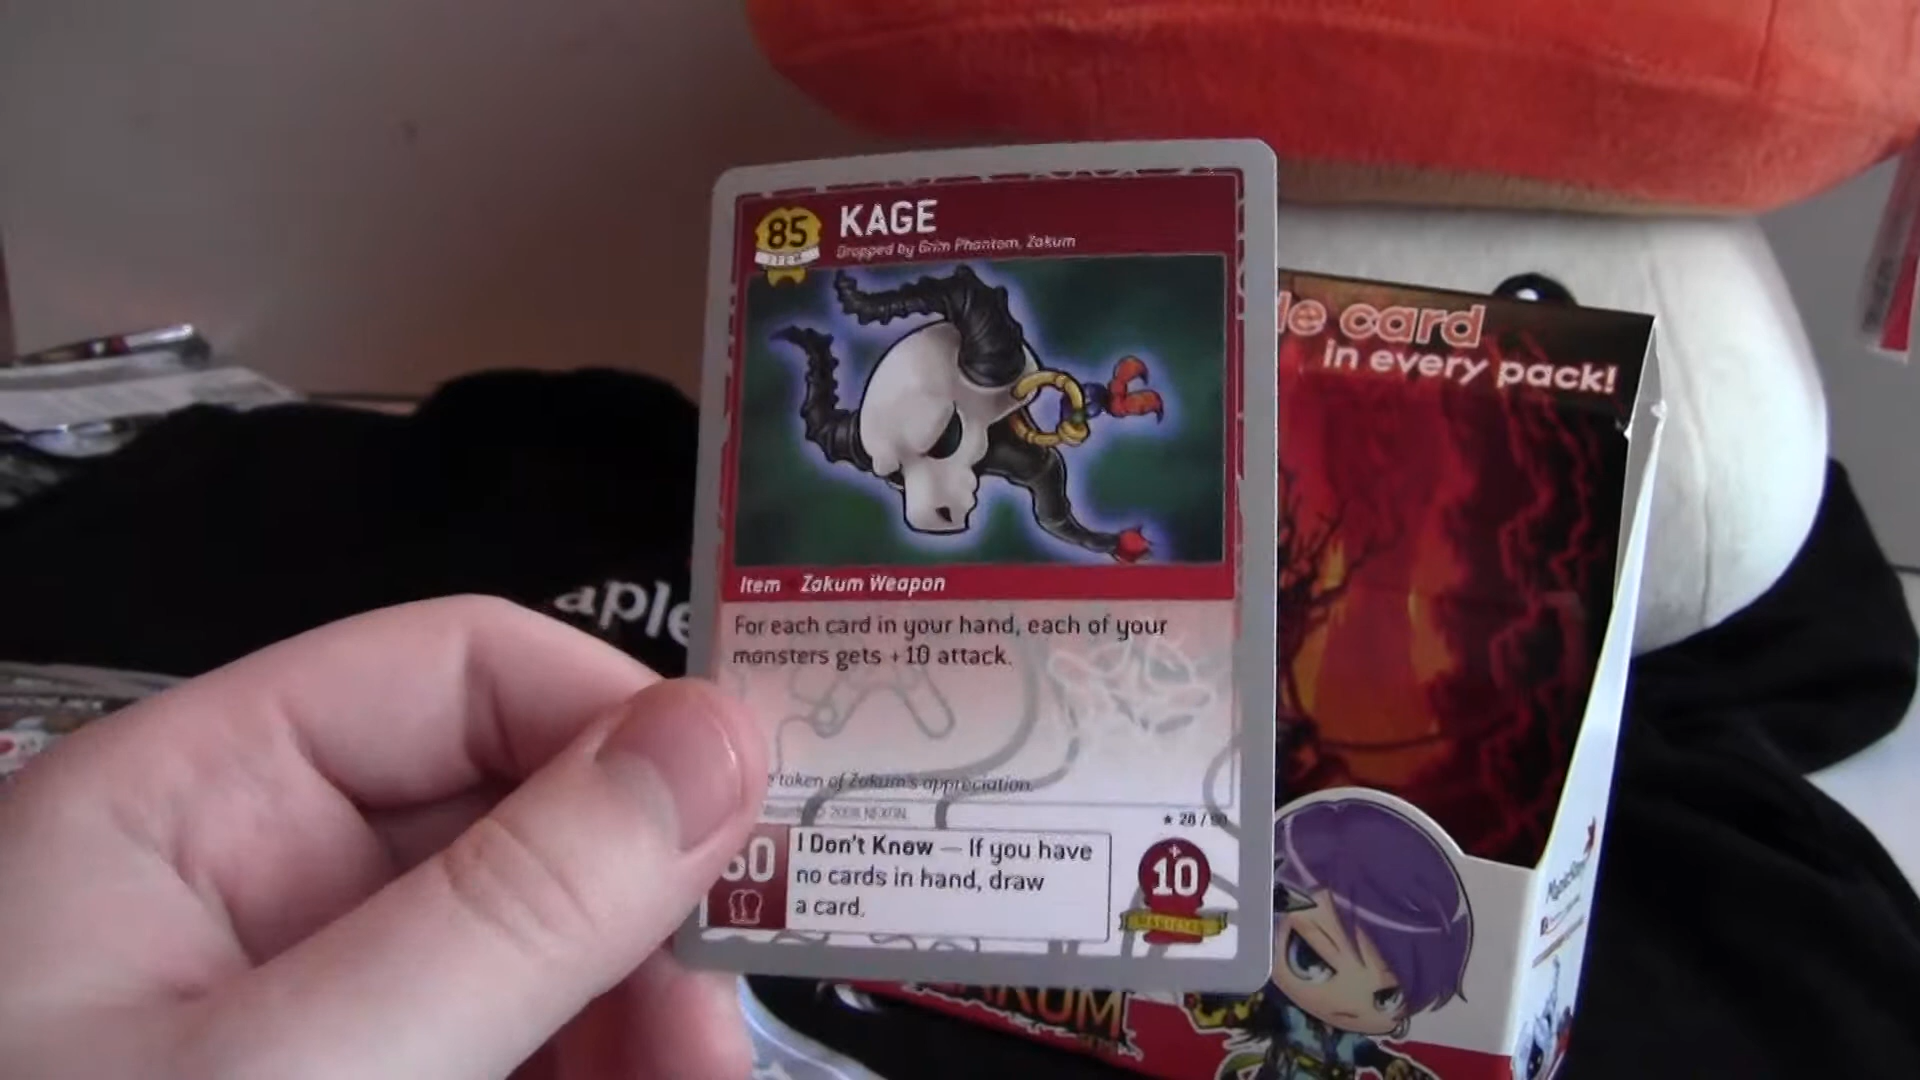 85
ITEM
KAGE
Dropped by Grim Phantom, Zakum
Item Zakum Weapon
For each card in your hand, each of your
monsters gets +10 attack.
token of Zakum's appreciation.
© 2008 NEXON
★ 28 /
I Don't Know — If you have
no cards in hand, draw
a card.
+
10
MAGICIAN
card
in every pack!
aple